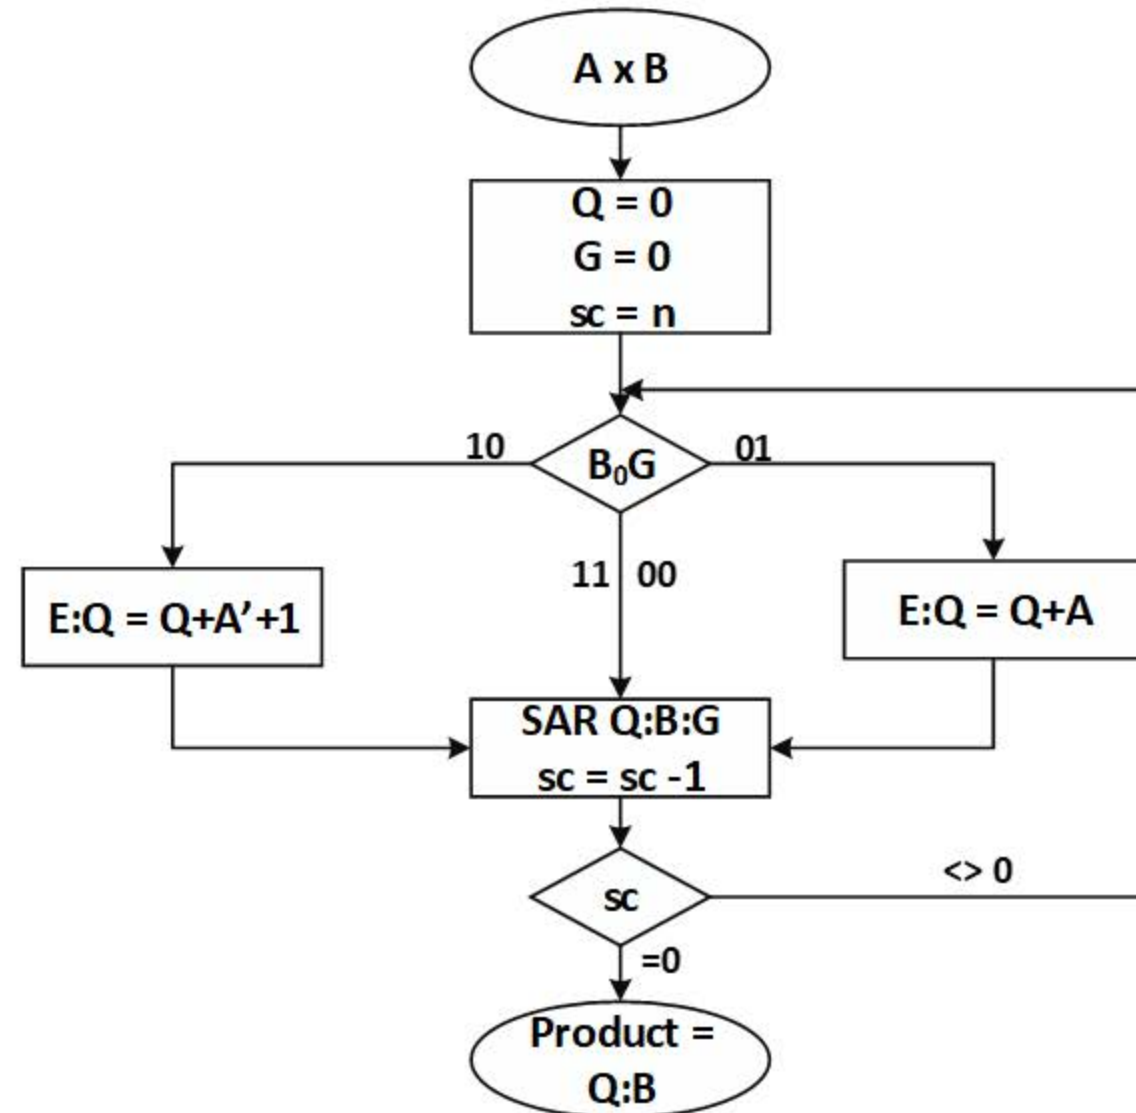 A x B
Q = 0
G = 0
sc = n
10
B₀G
01
11
00
E:Q = Q+A’+1
E:Q = Q+A
SAR Q:B:G
sc = sc -1
sc
<> 0
=0
Product =
Q:B